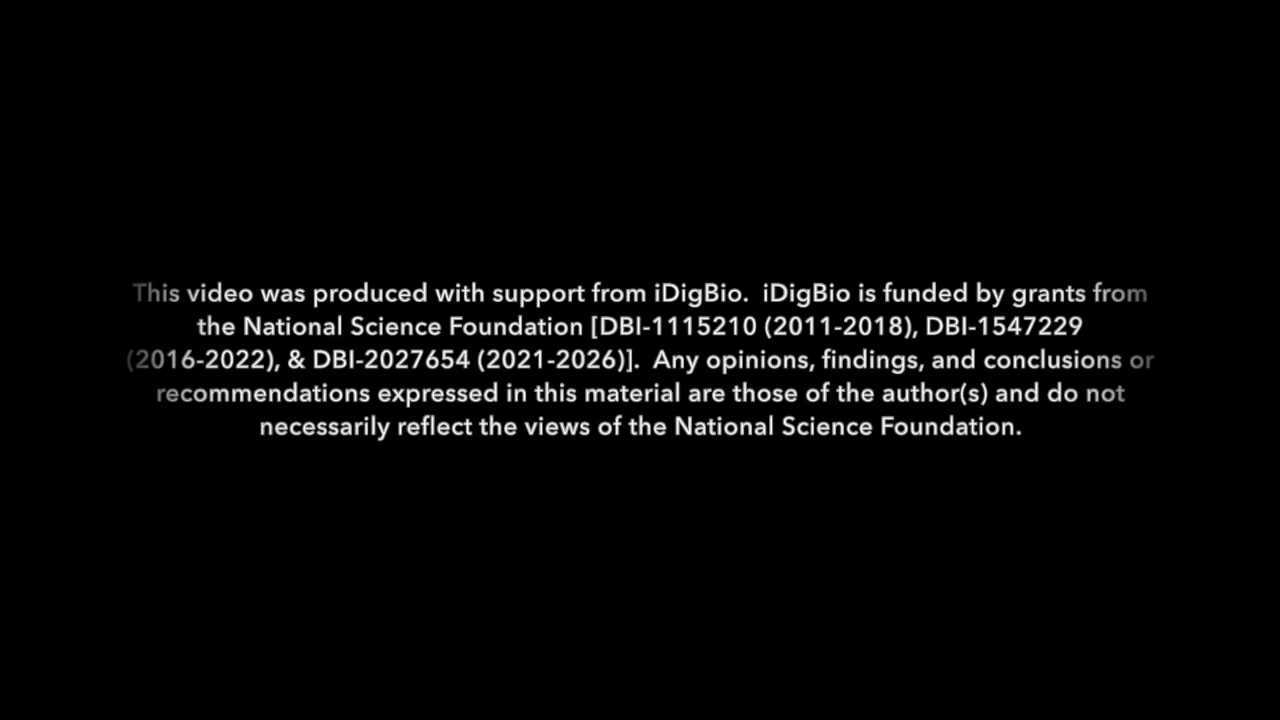 This video was produced with support from iDigBio.  iDigBio is funded by grants from
the National Science Foundation [DBI-1115210 (2011-2018), DBI-1547229
(2016-2022), & DBI-2027654 (2021-2026)].  Any opinions, findings, and conclusions or
recommendations expressed in this material are those of the author(s) and do not
necessarily reflect the views of the National Science Foundation.